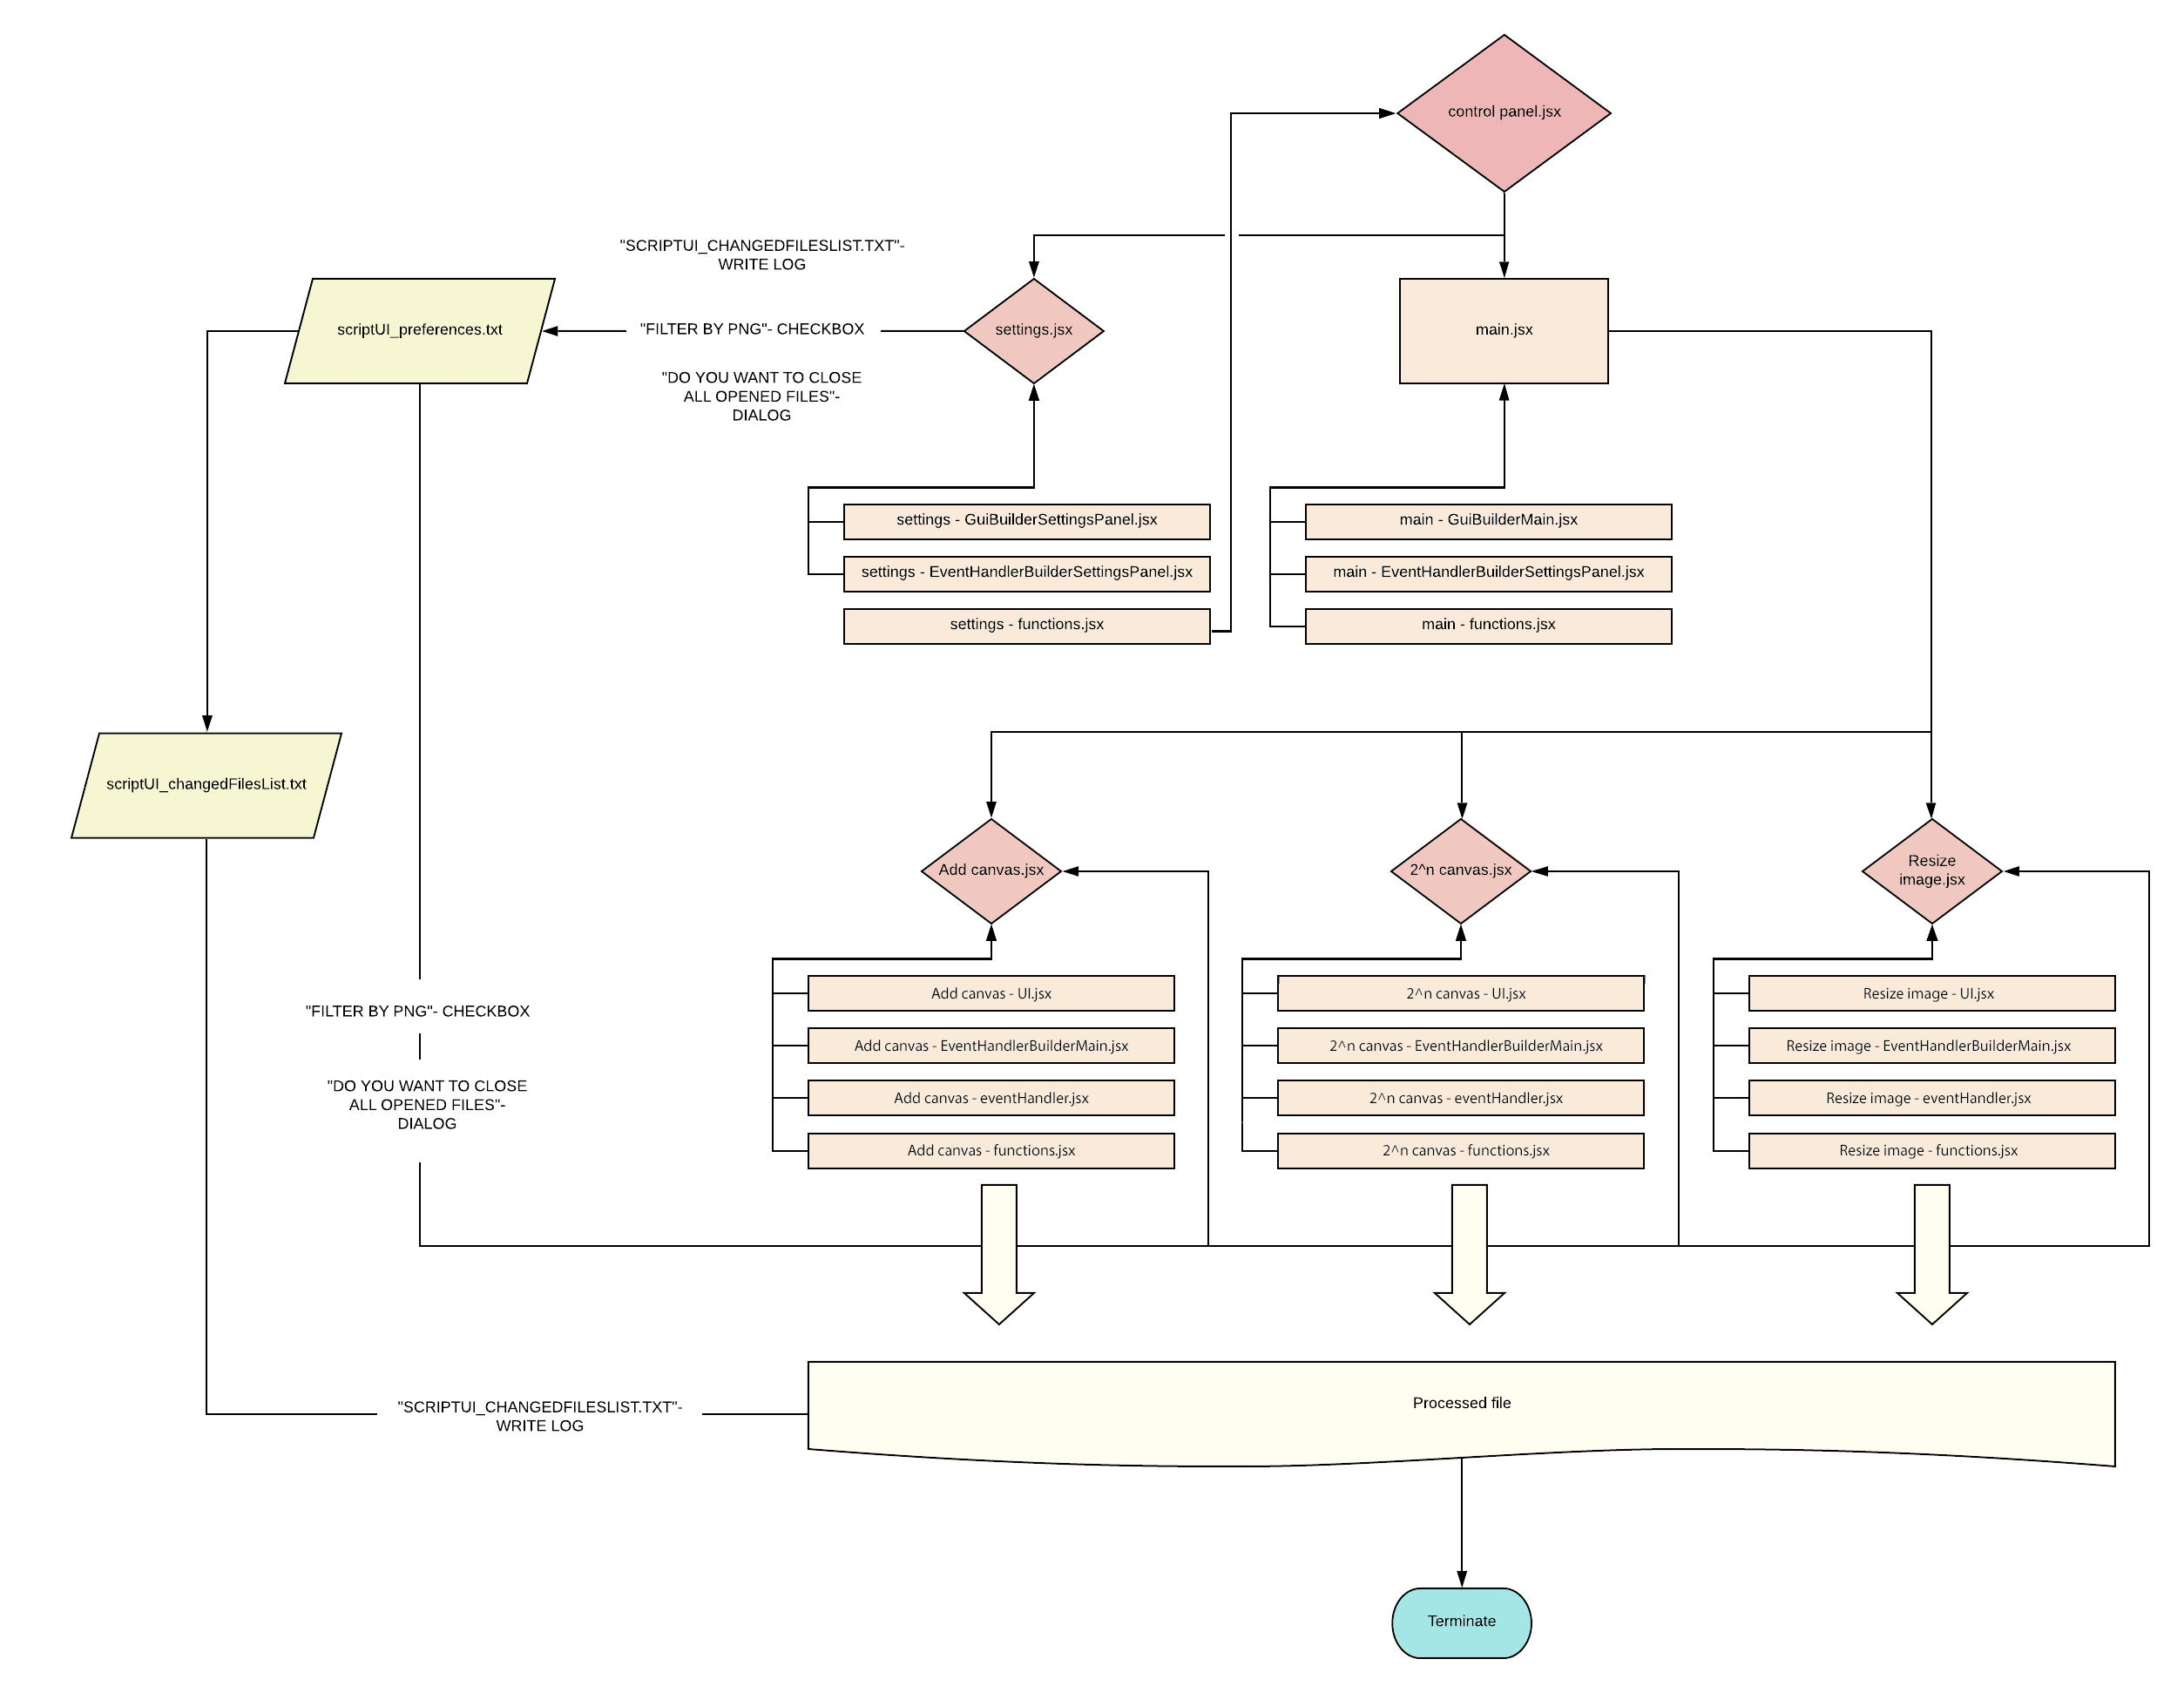 control panel.jsx
"SCRIPTUI_CHANGEDFILESLIST.TXT"-
WRITE LOG
scriptUI_preferences.txt
"FILTER BY PNG"- CHECKBOX
settings.jsx
main.jsx
"DO YOU WANT TO CLOSE
ALL OPENED FILES"-
DIALOG
settings - GuiBuilderSettingsPanel.jsx
main - GuiBuilderMain.jsx
settings - EventHandlerBuilderSettingsPanel.jsx
main - EventHandlerBuilderSettingsPanel.jsx
settings - functions.jsx
main - functions.jsx
scriptUI_changedFilesList.txt
Add canvas.jsx
2^n canvas.jsx
Resize
image.jsx
Add canvas - UI.jsx
2^n canvas - UI.jsx
Resize image - UI.jsx
"FILTER BY PNG"- CHECKBOX
Add canvas - EventHandlerBuilderMain.jsx
2^n canvas - EventHandlerBuilderMain.jsx
Resize image - EventHandlerBuilderMain.jsx
"DO YOU WANT TO CLOSE
ALL OPENED FILES"-
DIALOG
Add canvas - eventHandler.jsx
2^n canvas - eventHandler.jsx
Resize image - eventHandler.jsx
Add canvas - functions.jsx
2^n canvas - functions.jsx
Resize image - functions.jsx
"SCRIPTUI_CHANGEDFILESLIST.TXT"-
WRITE LOG
Processed file
Terminate